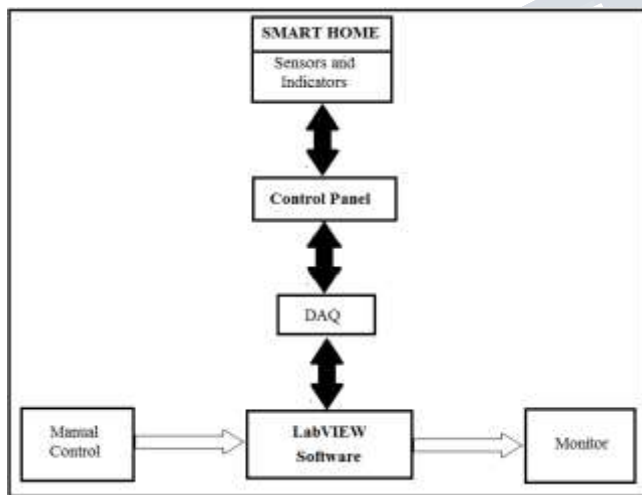 SMART HOME
Sensors and
Indicators
Control Panel
DAQ
Manual
Control
LabVIEW
Software
Monitor